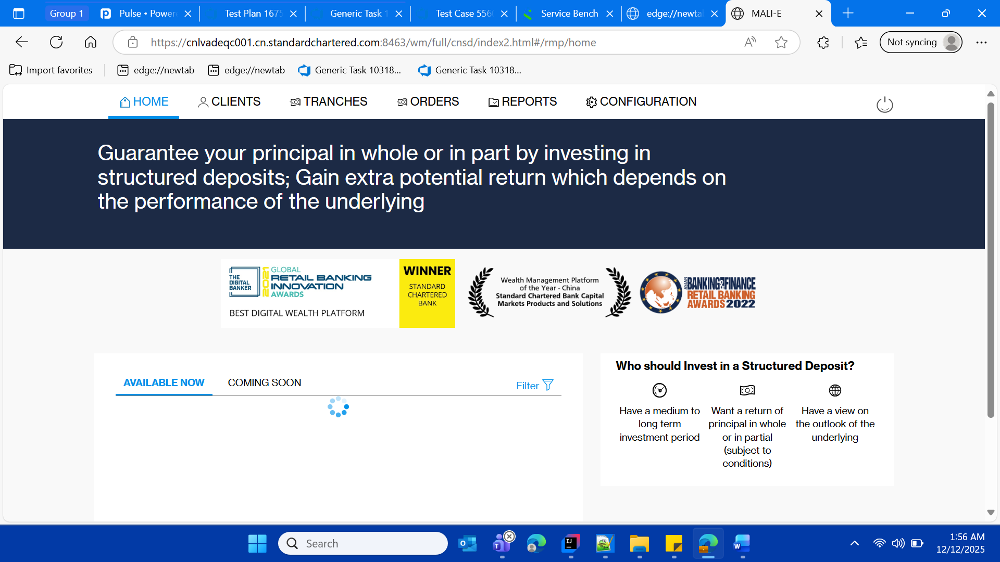 Group 1
Pulse • Power
Test Plan 1675
Generic Task 1
Test Case 556
Service Bench
edge://newta
MALI-E
https://cnlvadeqc001.cn.standardchartered.com:8463/wm/full/cnsd/index2.html#/rmp/home
Not syncing
Import favorites
edge://newtab
edge://newtab
Generic Task 10318...
Generic Task 10318...
HOME
CLIENTS
TRANCHES
ORDERS
REPORTS
CONFIGURATION
Guarantee your principal in whole or in part by investing in
structured deposits; Gain extra potential return which depends on
the performance of the underlying
THE
DIGITAL
BANKER
2021
GLOBAL
RETAIL BANKING
INNOVATION
AWARDS
BEST DIGITAL WEALTH PLATFORM
WINNER
STANDARD
CHARTERED
BANK
Wealth Management Platform
of the Year - China
Standard Chartered Bank Capital
Markets Products and Solutions
ASIAN
BANKING & FINANCE
RETAIL BANKING
AWARDS 2022
AVAILABLE NOW
COMING SOON
Filter
Who should Invest in a Structured Deposit?
Have a medium to
long term
investment period
Want a return of
principal in whole
or in partial
(subject to
conditions)
Have a view on
the outlook of the
underlying
Search
1:56 AM
12/12/2025